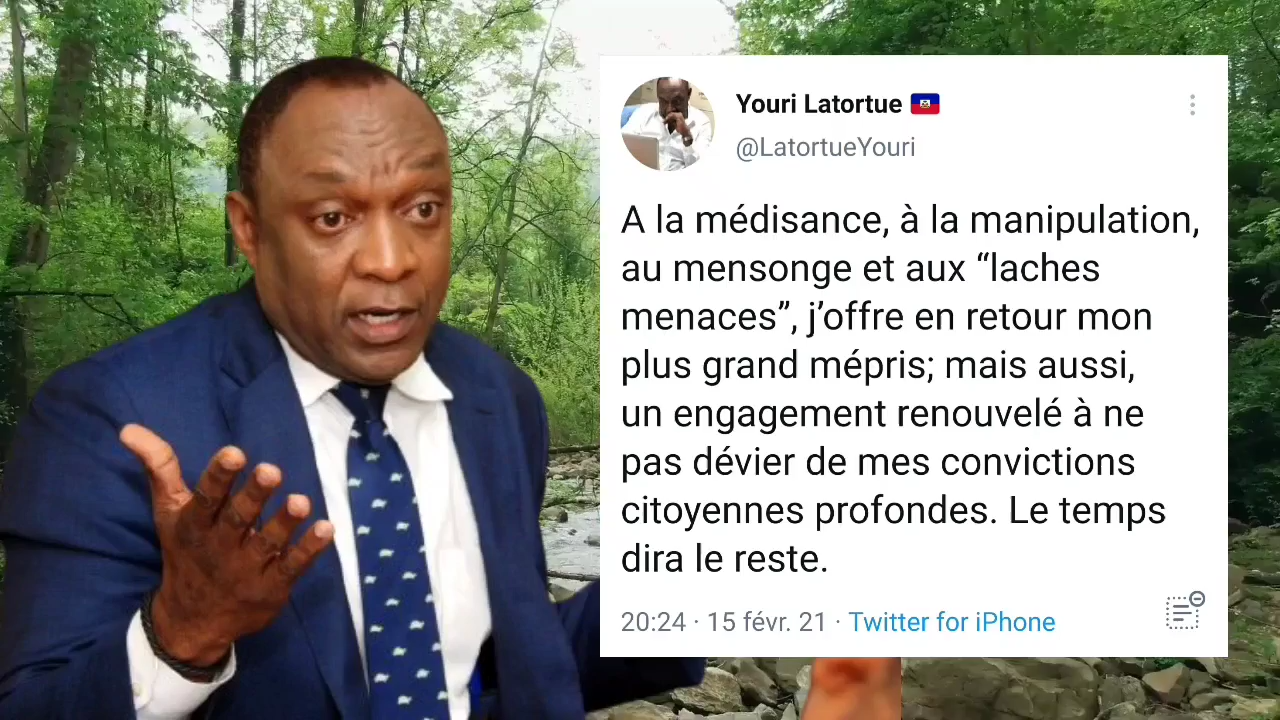 Youri Latortue 🇭🇹
@LatortueYouri
A la médisance, à la manipulation,
au mensonge et aux “laches
menaces”, j’offre en retour mon
plus grand mépris; mais aussi,
un engagement renouvelé à ne
pas dévier de mes convictions
citoyennes profondes. Le temps
dira le reste.
20:24 · 15 févr. 21 · Twitter for iPhone